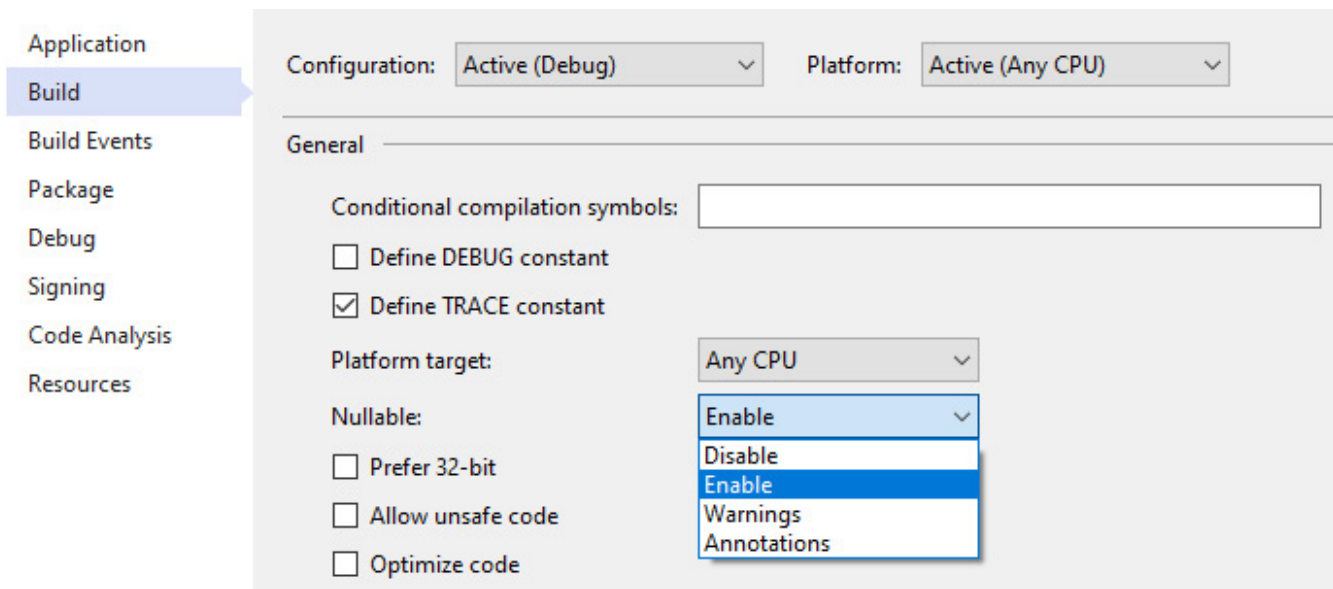 Application
Build
Build Events
Package
Debug
Signing
Code Analysis
Resources
Configuration: Active (Debug) Platform: Active (Any CPU)
General
Conditional compilation symbols:
Define DEBUG constant
Define TRACE constant
Platform target: Any CPU
Nullable: Enable
Disable
Prefer 32-bit
Enable
Allow unsafe code
Warnings
Annotations
Optimize code